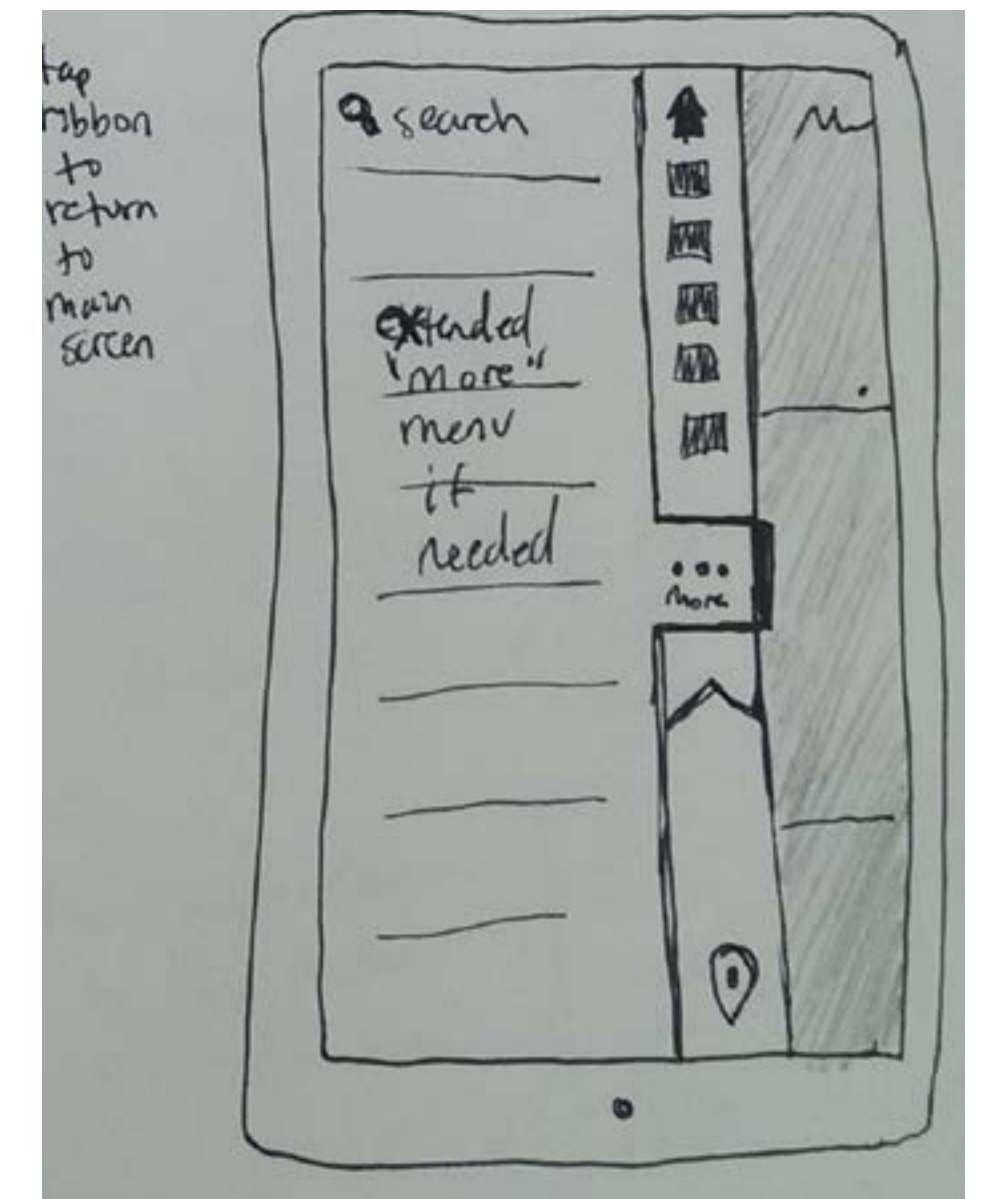 tap
ribbon
to
return
to
main
screen
search
extended
"more"
menu
if
needed
More